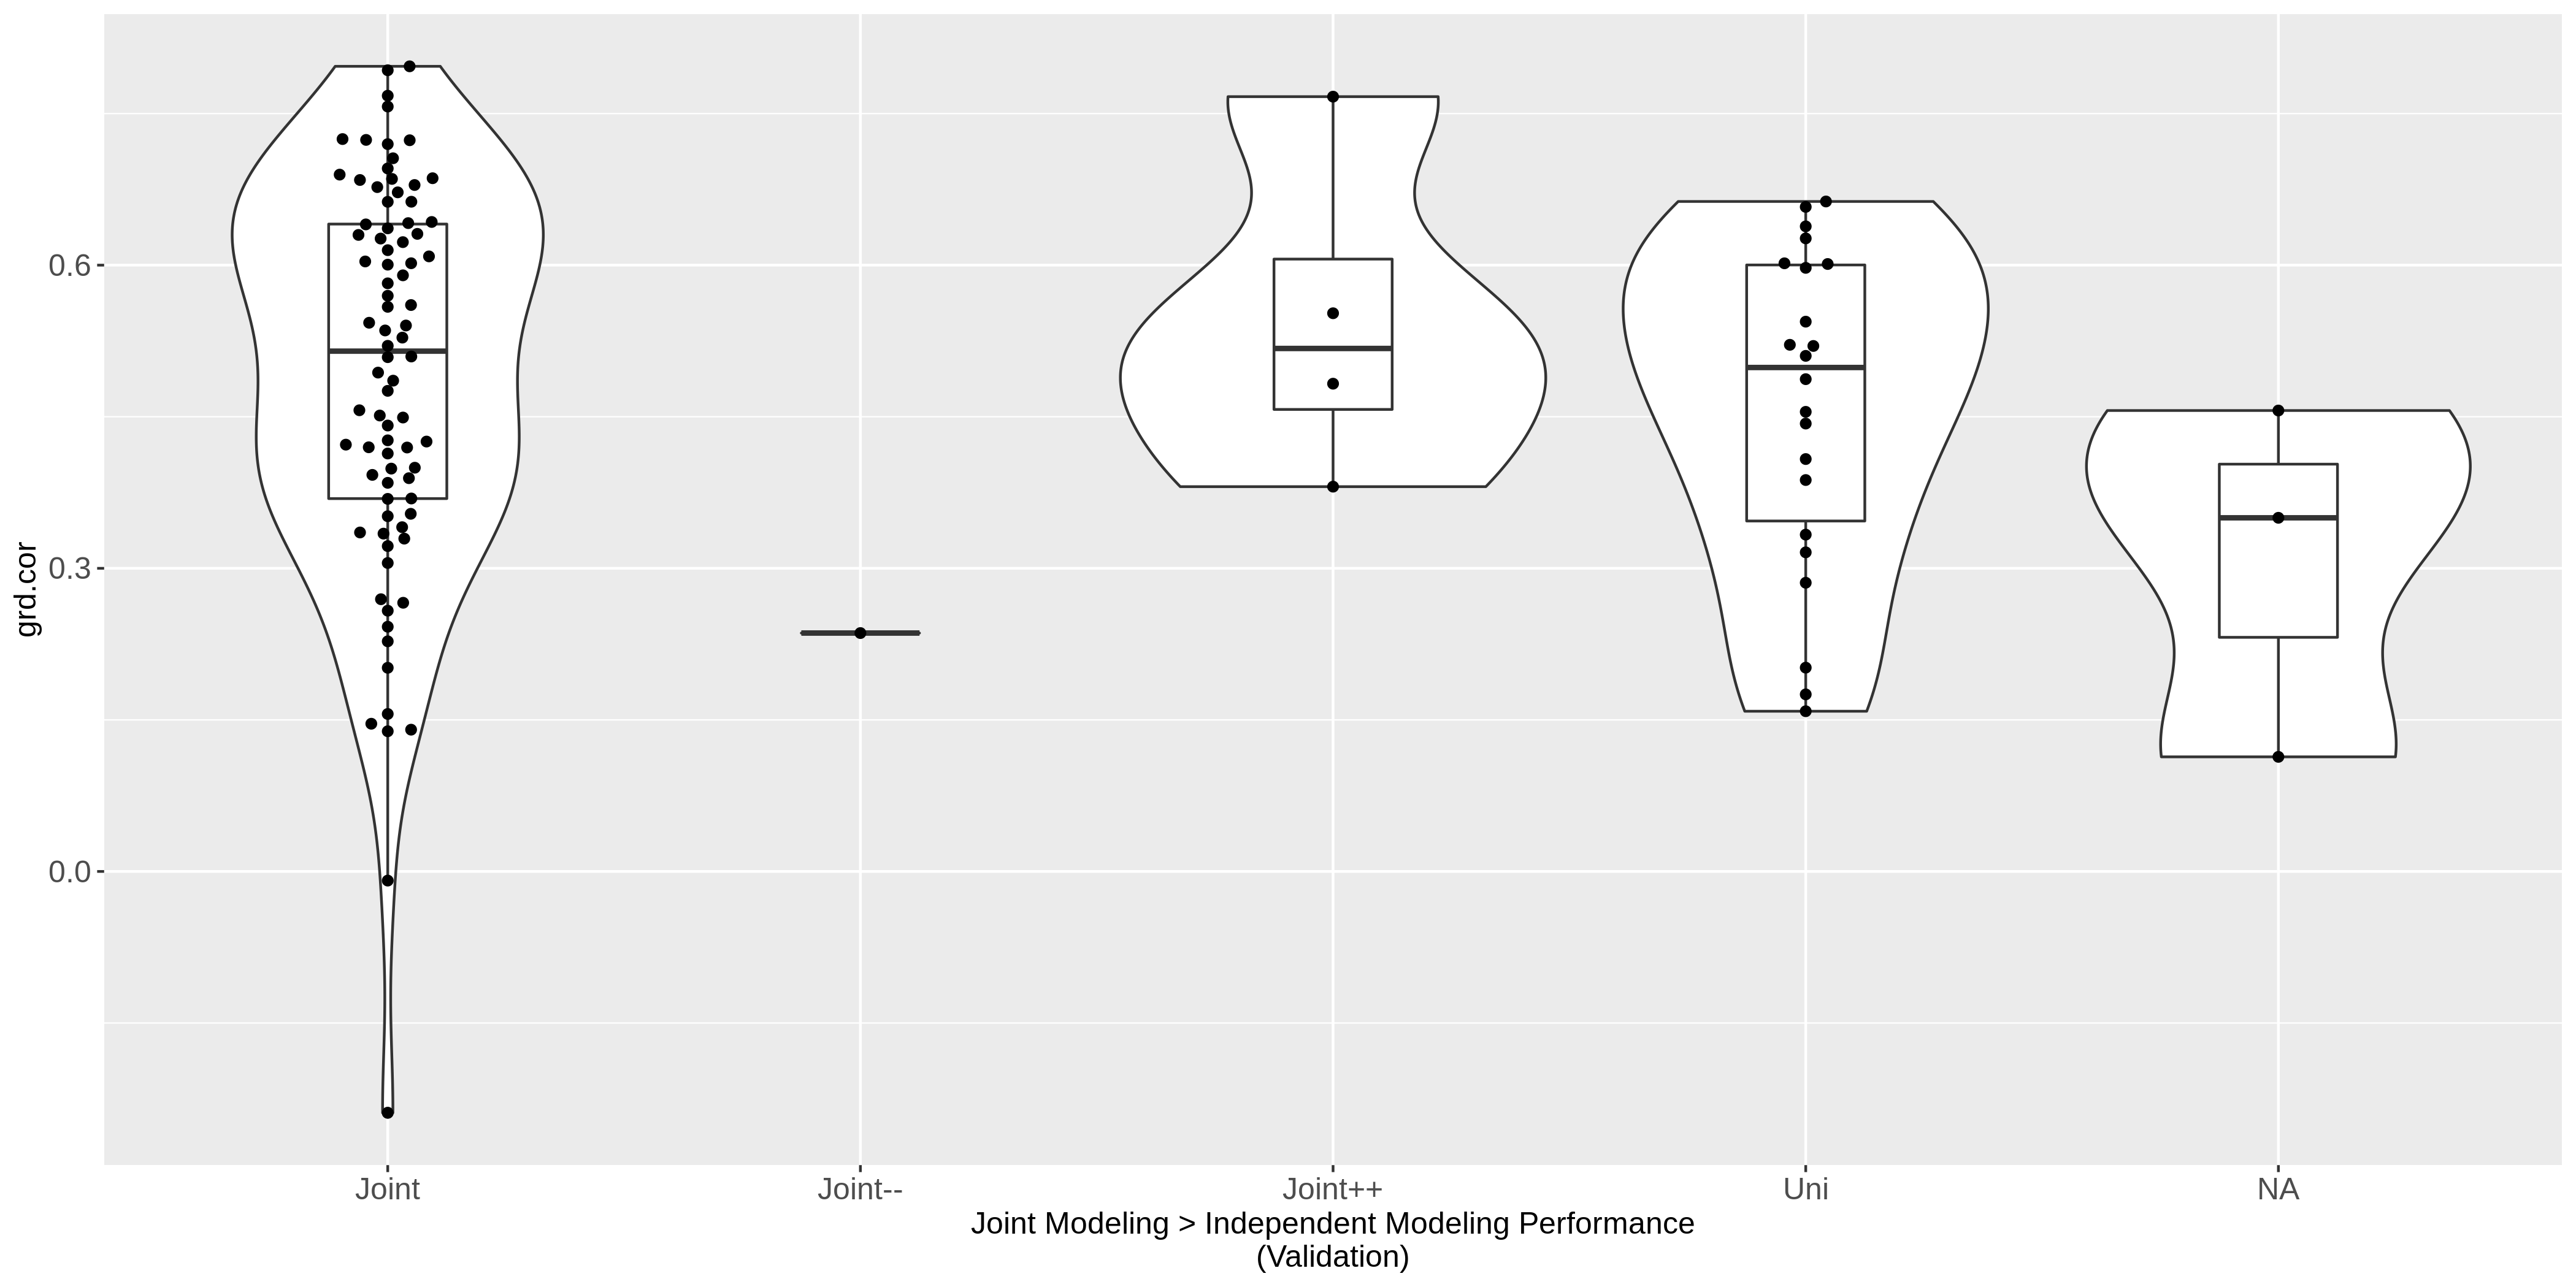 grd.cor
0.6
0.3
0.0
Joint
Joint--
Joint++
Uni
NA
Joint Modeling > Independent Modeling Performance
(Validation)